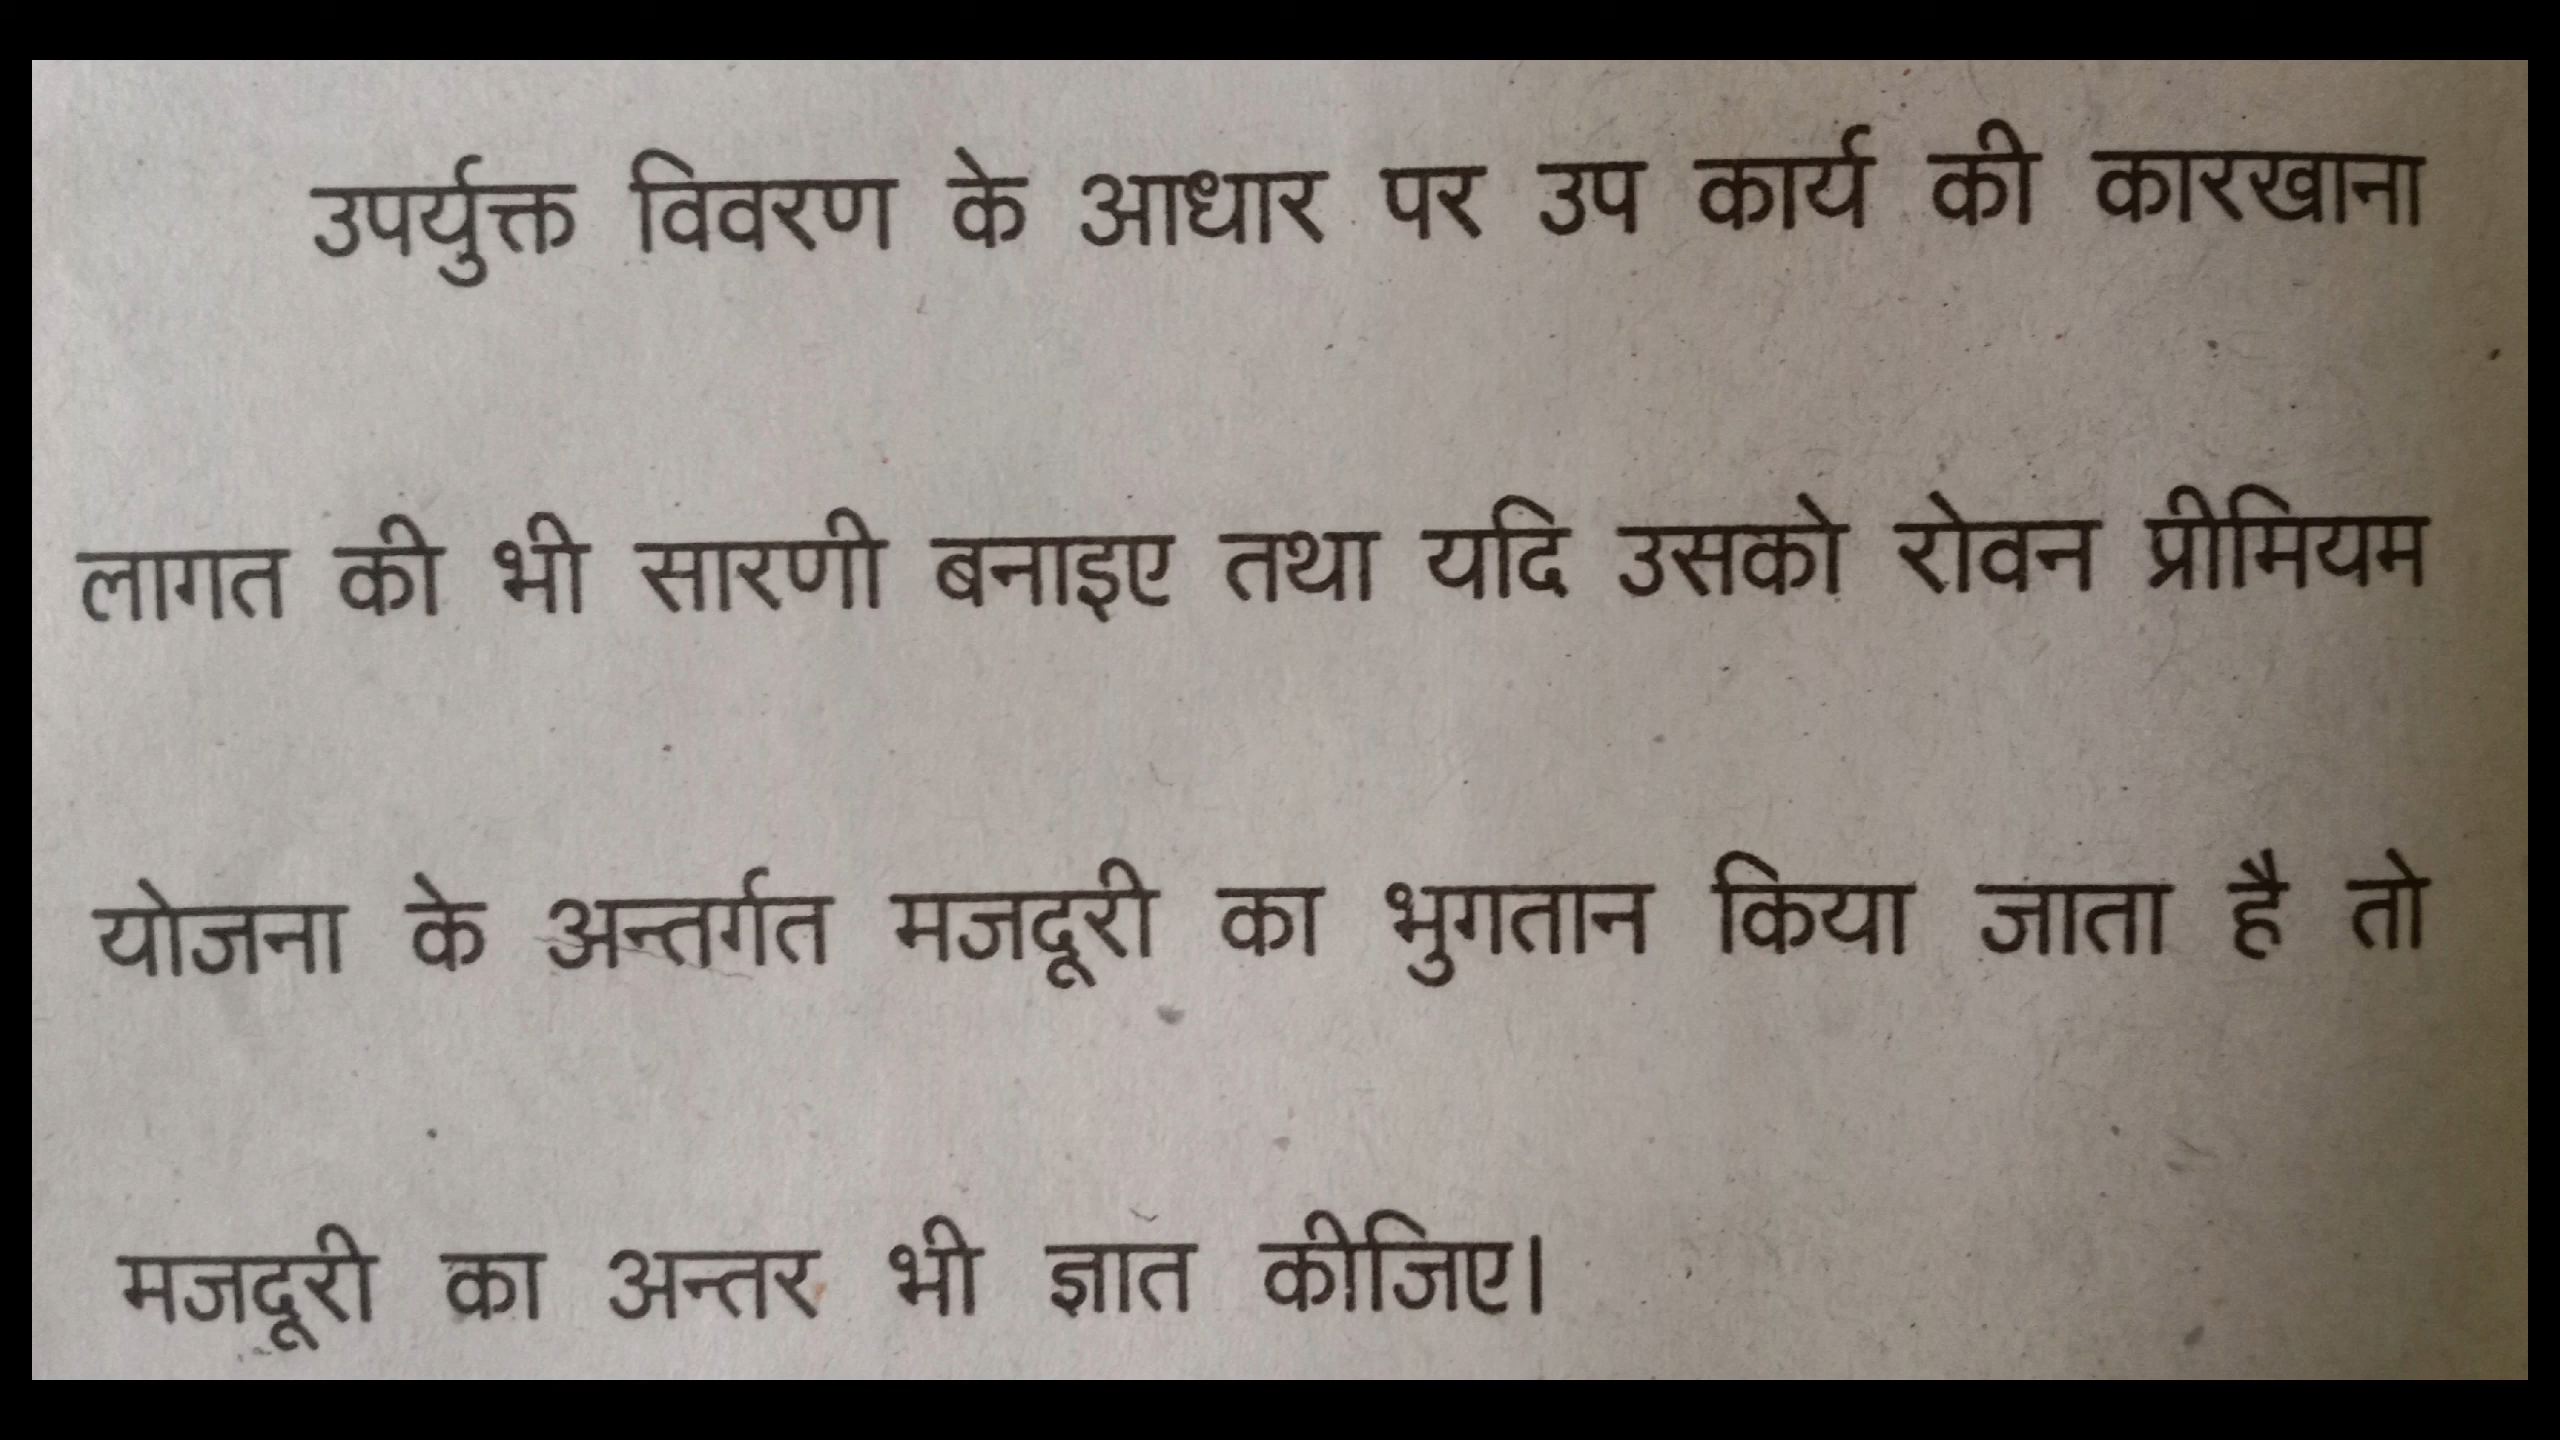 उपर्युक्त विवरण के आधार पर उप कार्य की कारखाना
लागत की भी सारणी बनाइए तथा यदि उसको रोवन प्रीमियम
योजना के अन्तर्गत मजदूरी का भुगतान किया जाता है तो
मजदूरी का अन्तर भी ज्ञात कीजिए।